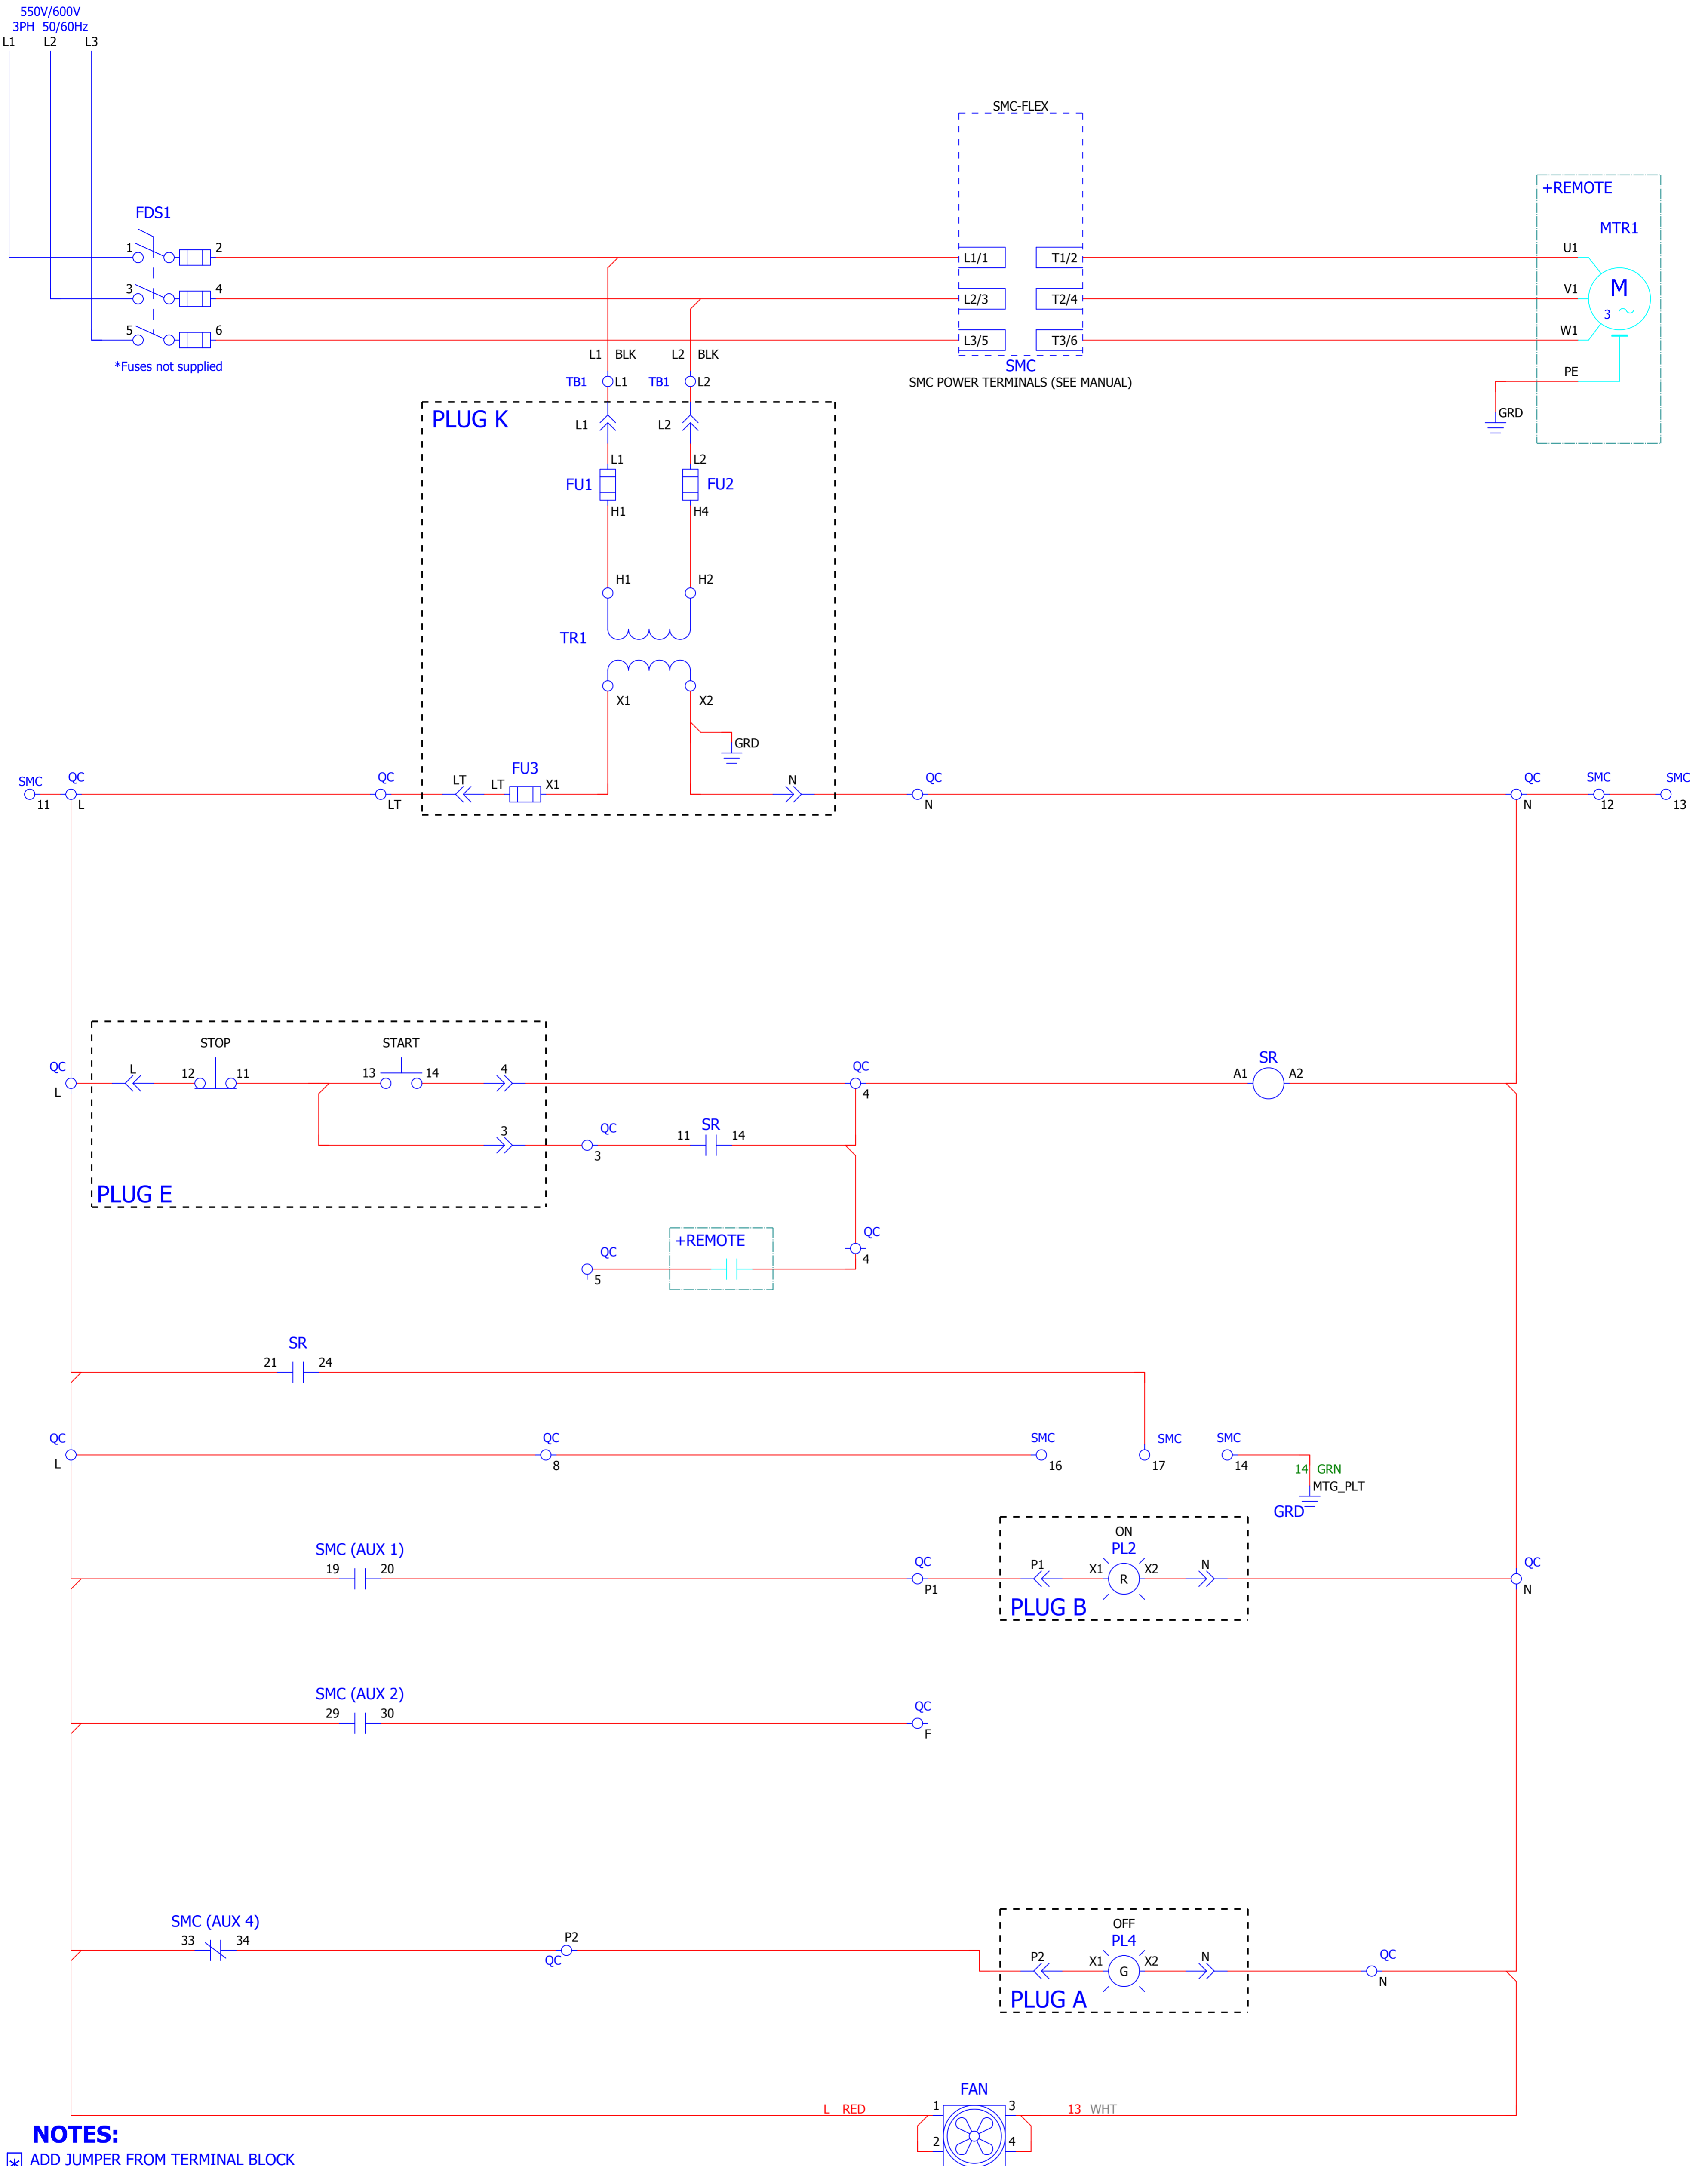 550V/600V
3PH 50/60Hz
L1 L2 L3
SMC-FLEX
+REMOTE
FDS1
MTR1
1 2 L1/1 T1/2 U1
3 4 L2/3 T2/4 V1 M
3
5 6 L3/5 T3/6 W1
*Fuses not supplied
L1 BLK L2 BLK
SMC
SMC POWER TERMINALS (SEE MANUAL)
PE
TB1 L1 TB1 L2
GRD
PLUG K
L1 L2
L1 L2
FU1 FU2
H1 H4
H1 H2
TR1
X1 X2
GRD
SMC QC QC LT LT FU3 X1 N QC QC SMC SMC
11 L LT N N 12 13
STOP START
QC L 12 11 13 14 4 QC A1 SR A2
L 4
3 QC 11 SR 14
3
PLUG E
+REMOTE
QC QC
5 4
SR
21 24
QC QC SMC SMC SMC
L 8 16 17 14
14 GRN
MTG_PLT
GRD
ON
SMC (AUX 1) PL2
19 20 QC P1 X1 R X2 N QC
P1 N
PLUG B
SMC (AUX 2)
29 30 QC
F
OFF
SMC (AUX 4) PL4
33 34 P2 P2 X1 G X2 N QC
QC N
PLUG A
FAN
L RED 1 3 13 WHT
2 4
NOTES:
* ADD JUMPER FROM TERMINAL BLOCK